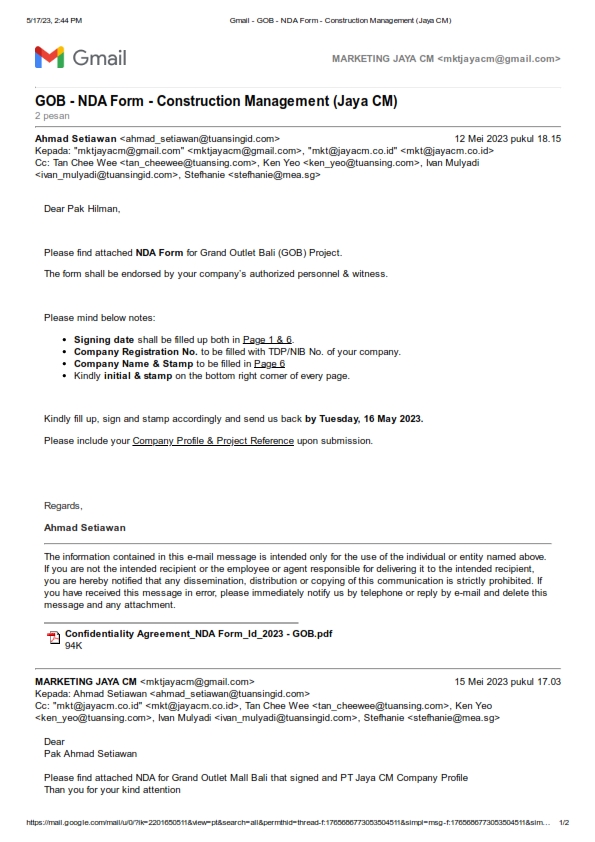 5/17/23, 2:44 PM Gmail - GOB - NDA Form - Construction Management (Jaya CM)
Gmail MARKETING JAYA CM <mktjayacm@gmail.com>
GOB - NDA Form - Construction Management (Jaya CM)
2 pesan
Ahmad Setiawan <ahmad_setiawan@tuansingid.com> 12 Mei 2023 pukul 18.15
Kepada: "mktjayacm@gmail.com" <mktjayacm@gmail.com>, "mkt@jayacm.co.id" <mkt@jayacm.co.id>
Cc: Tan Chee Wee <tan_cheewee@tuansing.com>, Ken Yeo <ken_yeo@tuansing.com>, Ivan Mulyadi
<ivan_mulyadi@tuansingid.com>, Stefhanie <stefhanie@mea.sg>
Dear Pak Hilman,
Please find attached NDA Form for Grand Outlet Bali (GOB) Project.
The form shall be endorsed by your company's authorized personnel & witness.
Please mind below notes:
• Signing date shall be filled up both in Page 1 & 6.
• Company Registration No. to be filled with TDP/NIB No. of your company.
• Company Name & Stamp to be filled in Page 6
• Kindly initial & stamp on the bottom right corner of every page.
Kindly fill up, sign and stamp accordingly and send us back by Tuesday, 16 May 2023.
Please include your Company Profile & Project Reference upon submission.
Regards,
Ahmad Setiawan
The information contained in this e-mail message is intended only for the use of the individual or entity named above.
If you are not the intended recipient or the employee or agent responsible for delivering it to the intended recipient,
you are hereby notified that any dissemination, distribution or copying of this communication is strictly prohibited. If
you have received this message in error, please immediately notify us by telephone or reply by e-mail and delete this
message and any attachment.
Confidentiality Agreement_NDA Form_Id_2023 - GOB.pdf
94K
MARKETING JAYA CM <mktjayacm@gmail.com> 15 Mei 2023 pukul 17.03
Kepada: Ahmad Setiawan <ahmad_setiawan@tuansingid.com>
Cc: "mkt@jayacm.co.id" <mkt@jayacm.co.id>, Tan Chee Wee <tan_cheewee@tuansing.com>, Ken Yeo
<ken_yeo@tuansing.com>, Ivan Mulyadi <ivan_mulyadi@tuansingid.com>, Stefhanie <stefhanie@mea.sg>
Dear
Pak Ahmad Setiawan
Please find attached NDA for Grand Outlet Mall Bali that signed and PT Jaya CM Company Profile
Than you for your kind attention
https://mail.google.com/mail/u/0/?ik=2201650511&view=pt&search=all&permthid=thread-f:1765686773053504511&simpl=msg-f:1765686773053504511&sim... 1/2